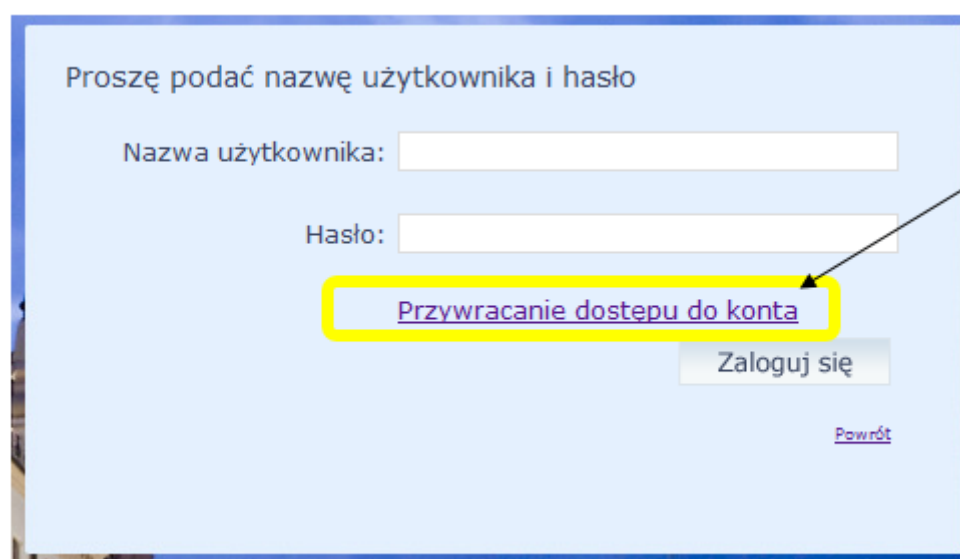 Proszę podać nazwę użytkownika i hasło
Nazwa użytkownika:
Hasło:
Przywracanie dostępu do konta
Zaloguj się
Powrót